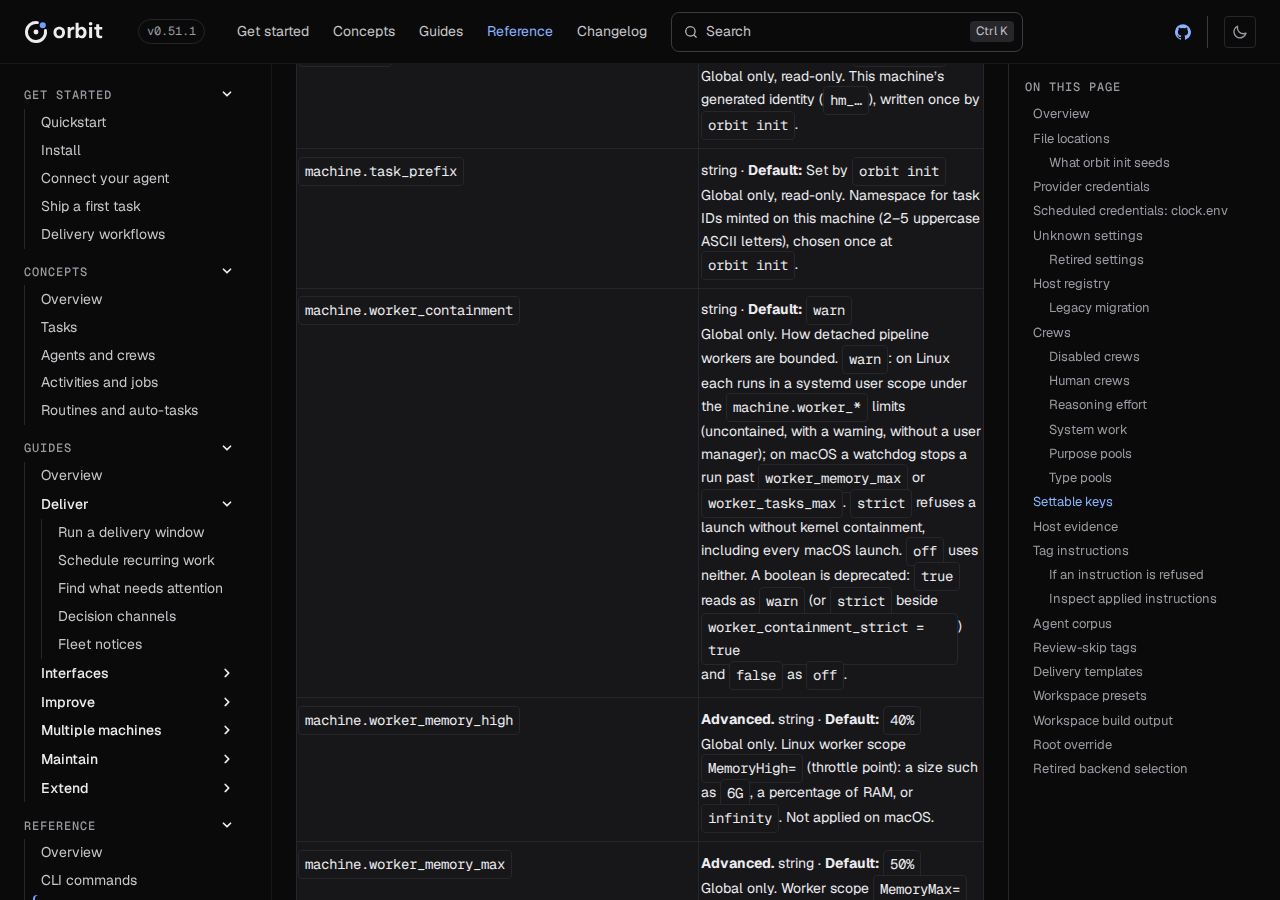 orbit
v0.51.1
Get started
Concepts
Guides
Reference
Changelog
Search
Ctrl K
GET STARTED
Quickstart
Install
Connect your agent
Ship a first task
Delivery workflows
CONCEPTS
Overview
Tasks
Agents and crews
Activities and jobs
Routines and auto-tasks
GUIDES
Overview
Deliver
Run a delivery window
Schedule recurring work
Find what needs attention
Decision channels
Fleet notices
Interfaces
Improve
Multiple machines
Maintain
Extend
REFERENCE
Overview
CLI commands
Global only, read-only. This machine's
generated identity ( hm_… ), written once by
orbit init .
machine.task_prefix
string · Default: Set by orbit init
Global only, read-only. Namespace for task
IDs minted on this machine (2–5 uppercase
ASCII letters), chosen once at
orbit init .
machine.worker_containment
string · Default: warn
Global only. How detached pipeline
workers are bounded. warn : on Linux
each runs in a systemd user scope under
the machine.worker_* limits
(uncontained, with a warning, without a user
manager); on macOS a watchdog stops a
run past worker_memory_max or
worker_tasks_max . strict refuses a
launch without kernel containment,
including every macOS launch. off uses
neither. A boolean is deprecated: true
reads as warn (or strict beside
worker_containment_strict = )
true
and false as off .
machine.worker_memory_high
Advanced. string · Default: 40%
Global only. Linux worker scope
MemoryHigh= (throttle point): a size such
as 6G , a percentage of RAM, or
infinity . Not applied on macOS.
machine.worker_memory_max
Advanced. string · Default: 50%
Global only. Worker scope MemoryMax=
ON THIS PAGE
Overview
File locations
What orbit init seeds
Provider credentials
Scheduled credentials: clock.env
Unknown settings
Retired settings
Host registry
Legacy migration
Crews
Disabled crews
Human crews
Reasoning effort
System work
Purpose pools
Type pools
Settable keys
Host evidence
Tag instructions
If an instruction is refused
Inspect applied instructions
Agent corpus
Review-skip tags
Delivery templates
Workspace presets
Workspace build output
Root override
Retired backend selection